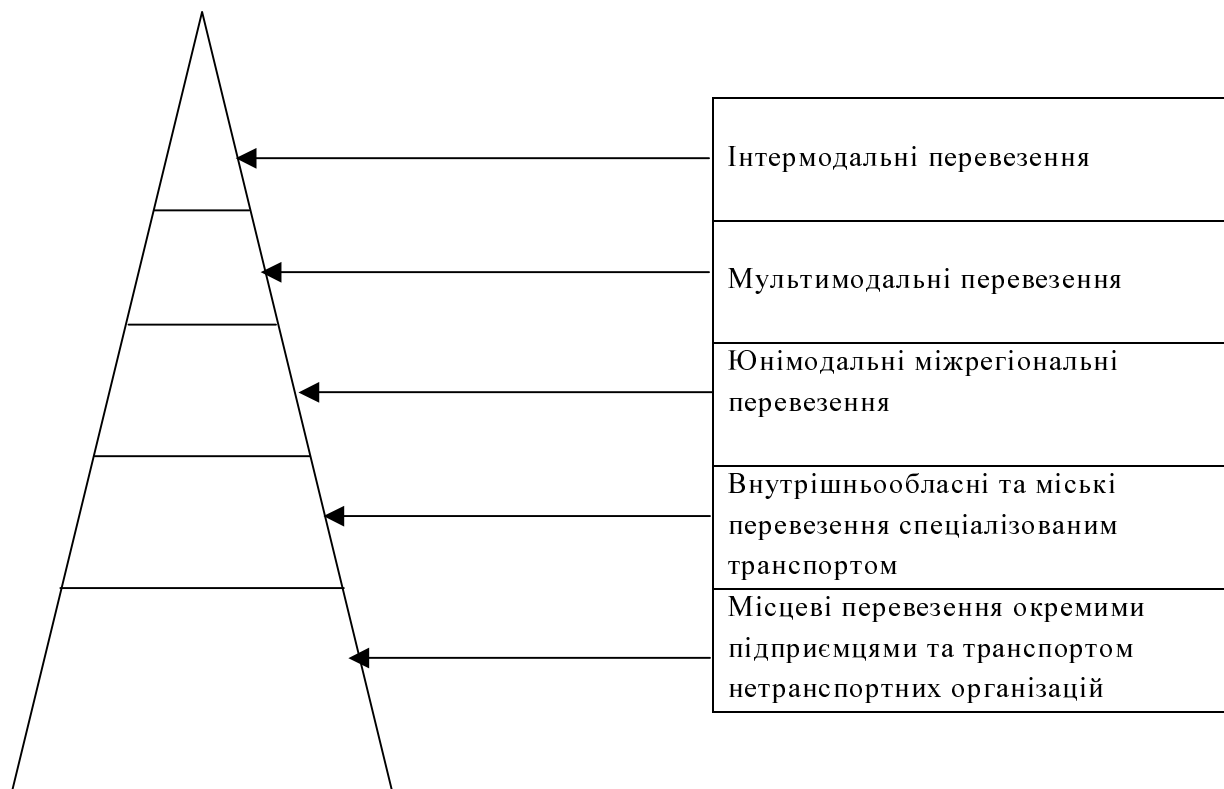 Інтермодальні перевезення
Мультимодальні перевезення
Юнімодальні міжрегіональні
перевезення
Внутрішньообласні та міські
перевезення спеціалізованим
транспортом
Місцеві перевезення окремими
підприємцями та транспортом
нетранспортних організацій